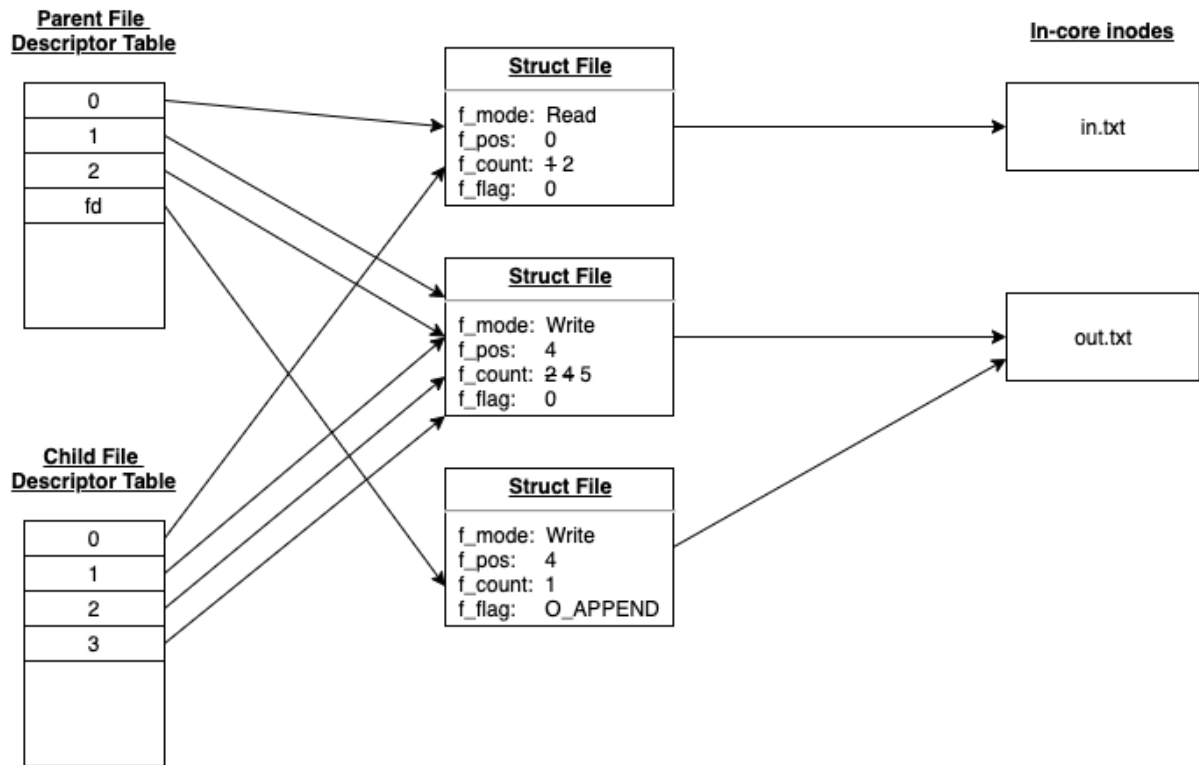 Parent File
Descriptor Table
0
1
2
fd
Child File
Descriptor Table
0
1
2
3
Struct File
f_mode: Read
f_pos: 0
f_count: 1 2
f_flag: 0
Struct File
f_mode: Write
f_pos: 4
f_count: 2 4 5
f_flag: 0
Struct File
f_mode: Write
f_pos: 4
f_count: 1
f_flag: O_APPEND
In-core inodes
in.txt
out.txt